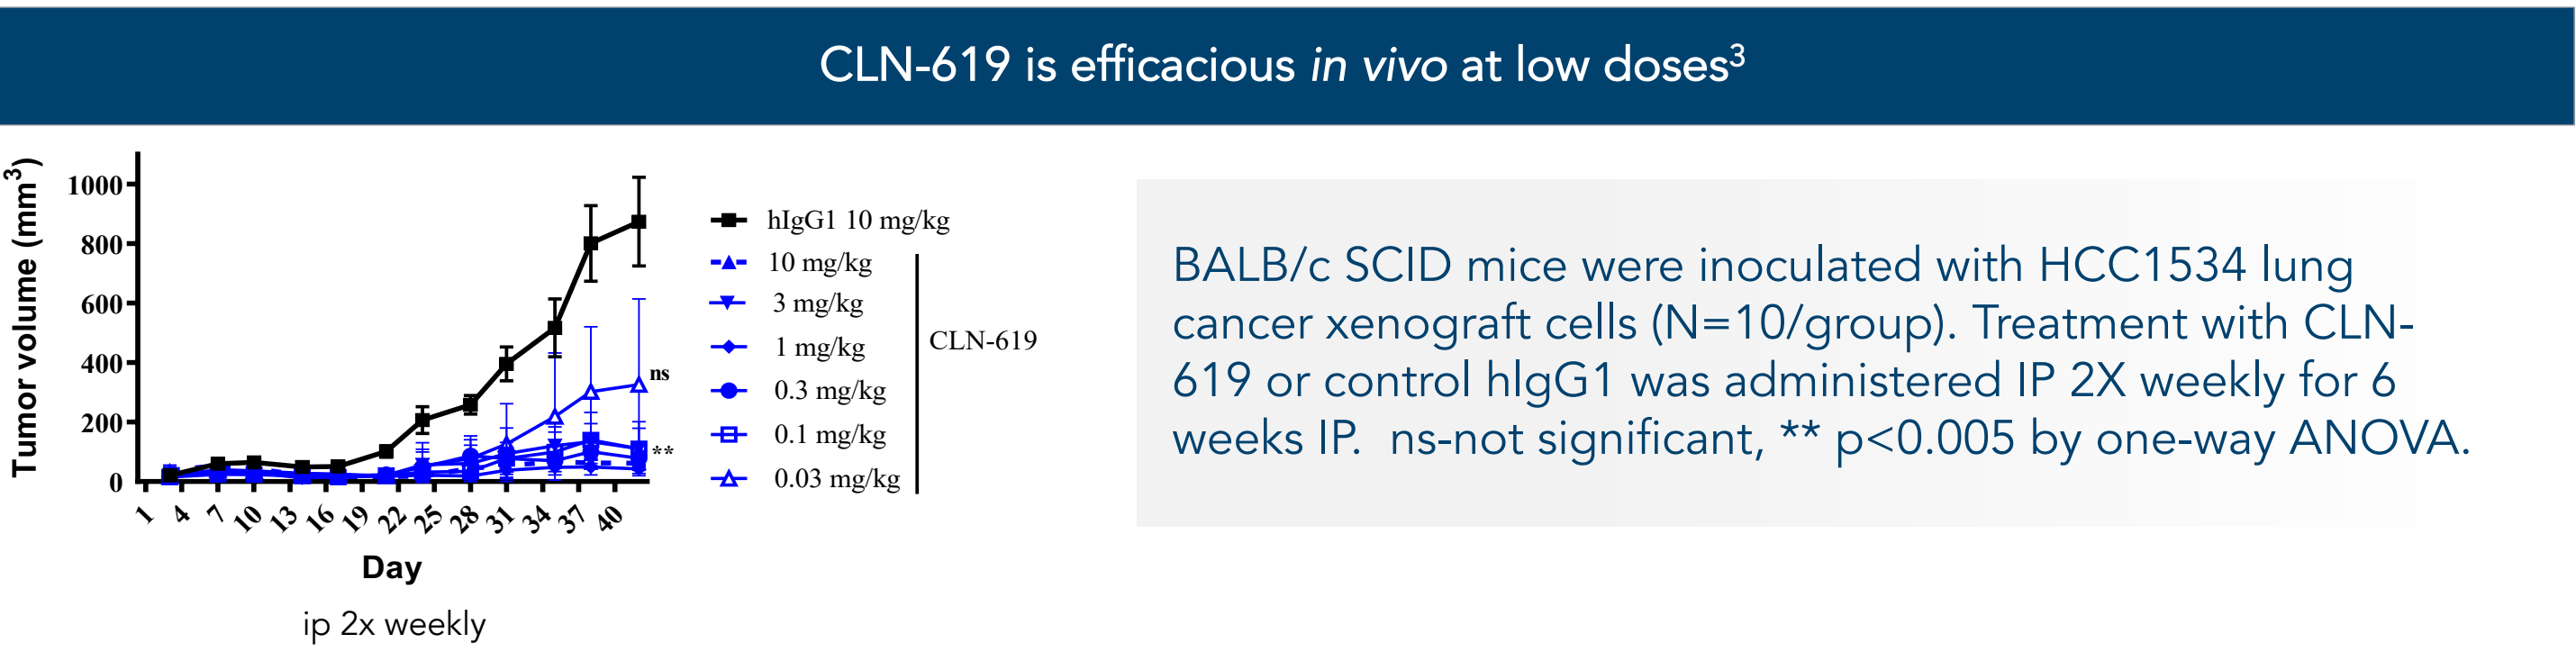 CLN-619 is efficacious in vivo at low doses³
Tumor volume (mm³)
1000
800
600
400
200
0
1 4 7 10 13 16 19 22 25 28 31 34 37 40
Day
ip 2x weekly
ns
**
hIgG1 10 mg/kg
10 mg/kg
3 mg/kg
1 mg/kg
0.3 mg/kg
0.1 mg/kg
0.03 mg/kg
CLN-619
BALB/c SCID mice were inoculated with HCC1534 lung
cancer xenograft cells (N=10/group). Treatment with CLN-
619 or control hIgG1 was administered IP 2X weekly for 6
weeks IP.  ns-not significant, ** p<0.005 by one-way ANOVA.